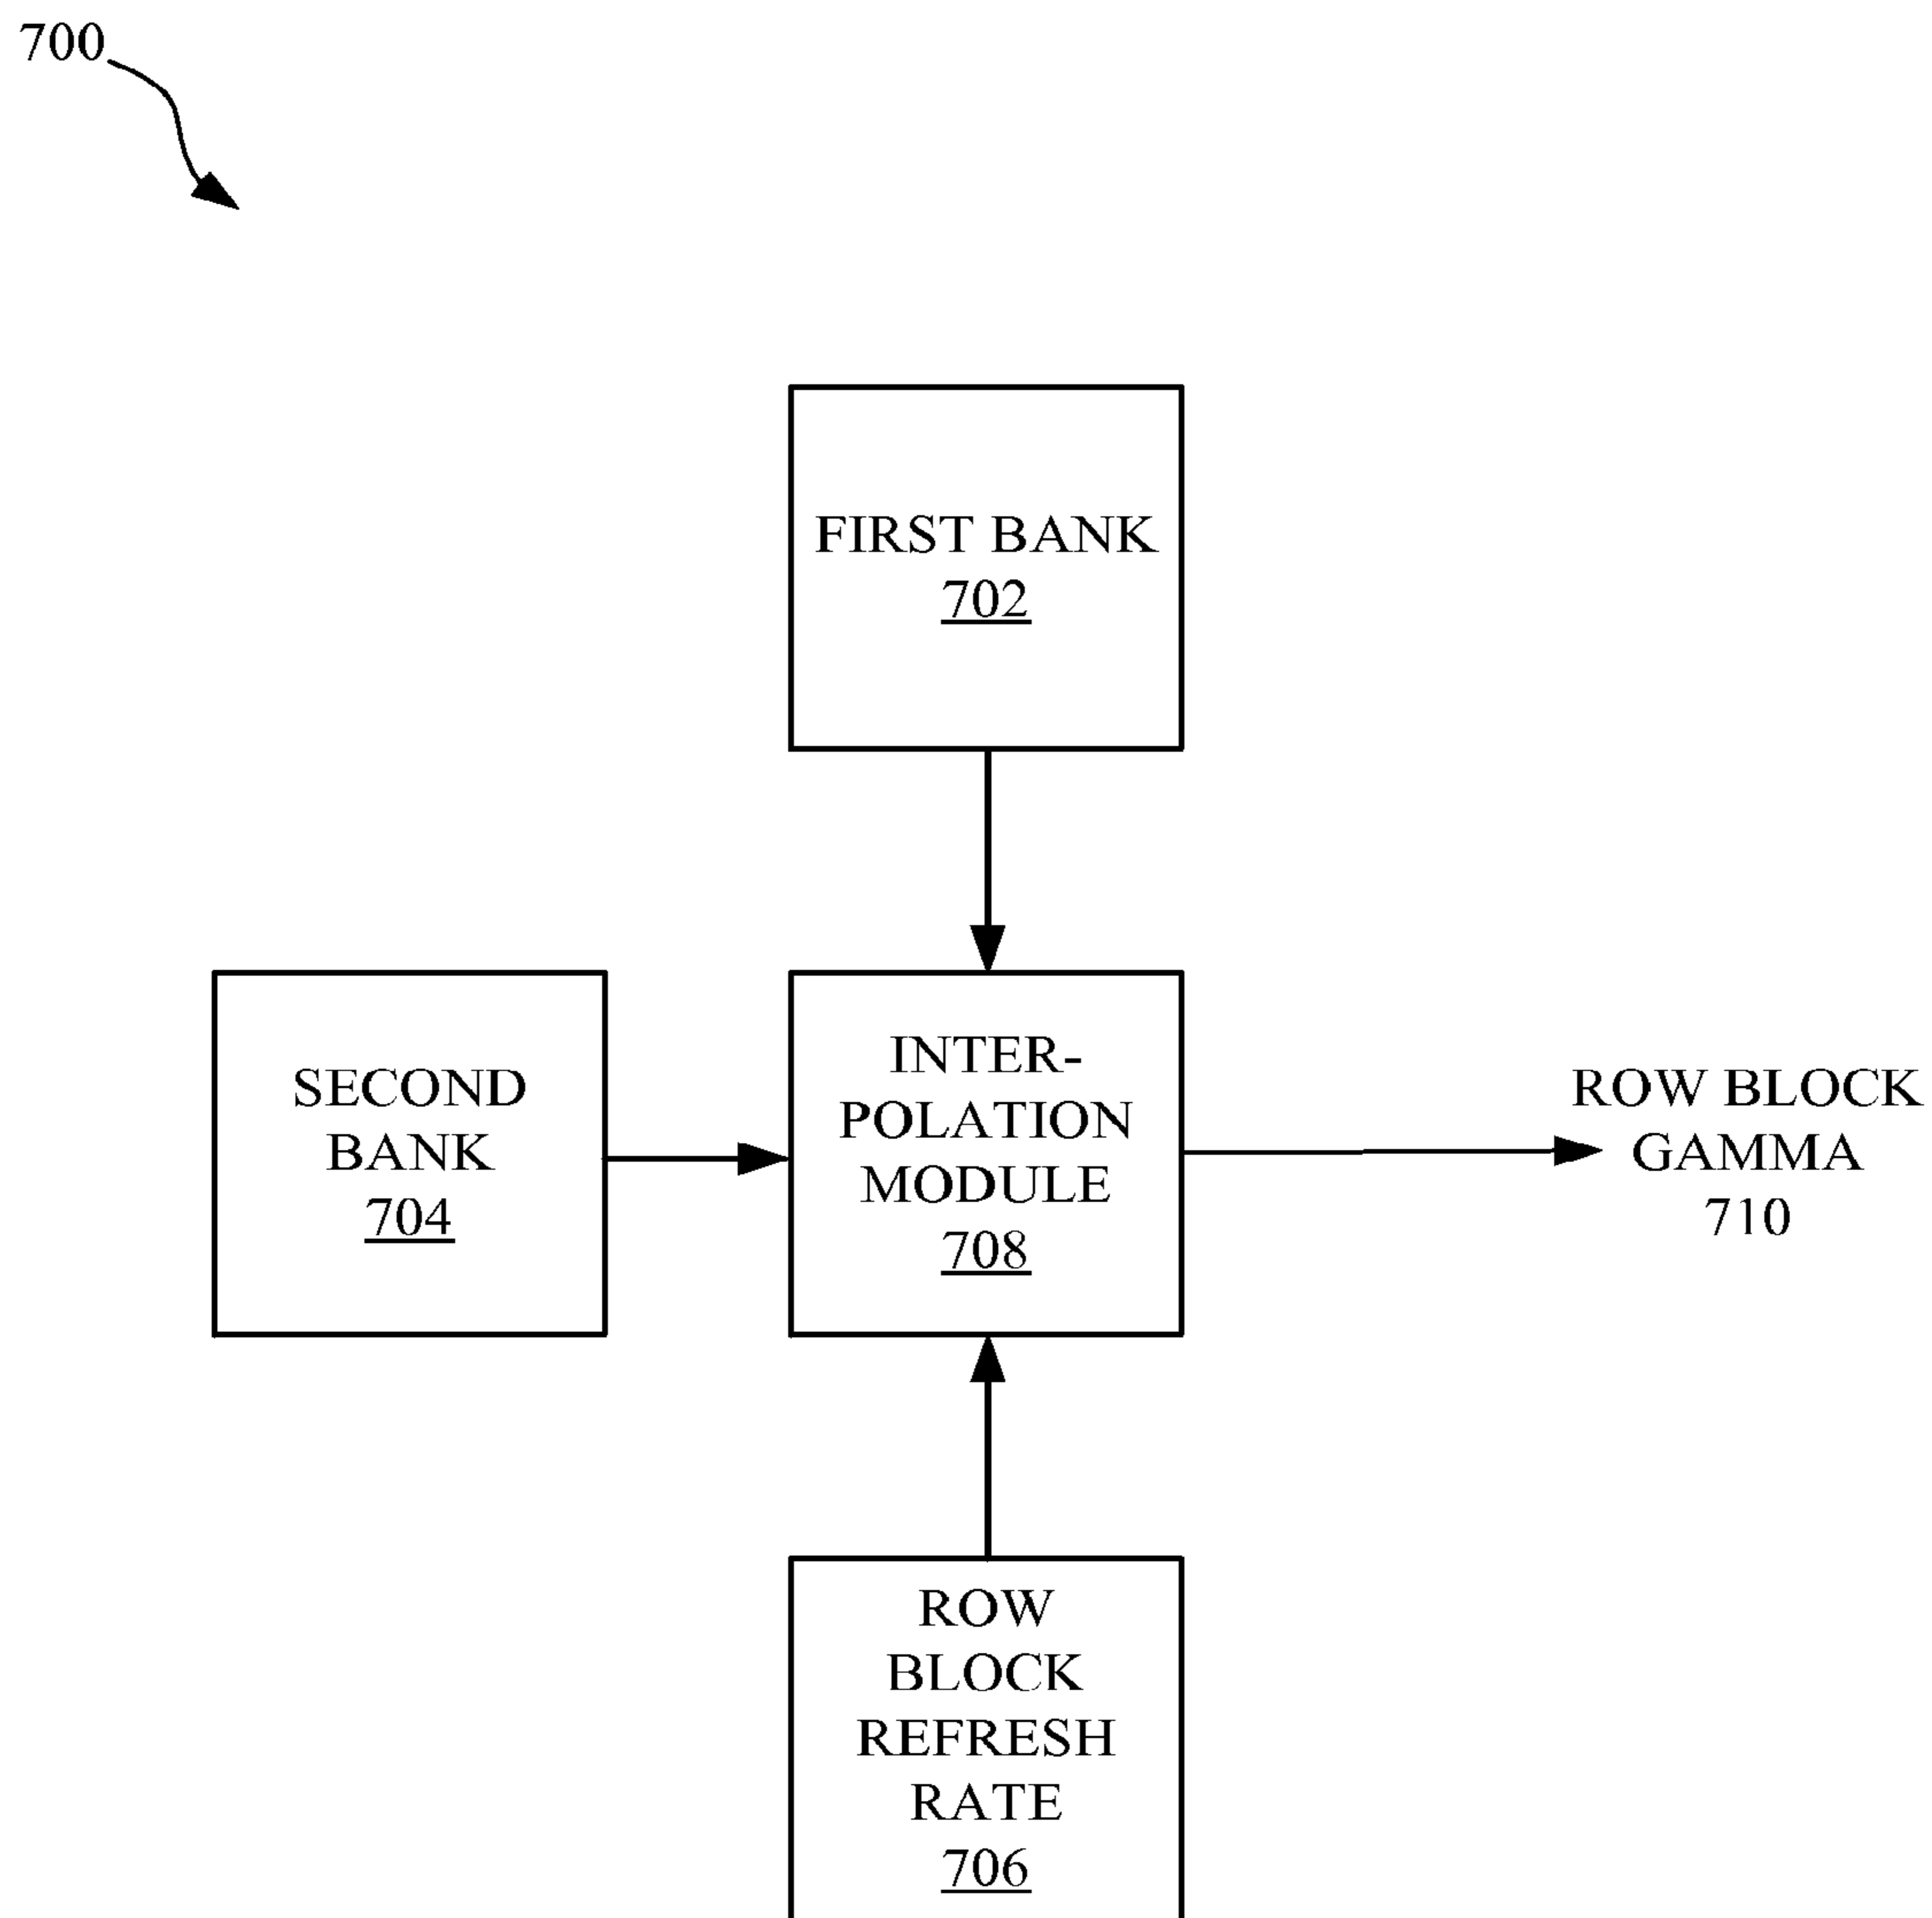 700
FIRST BANK
702
SECOND
BANK
704
INTER-
POLATION
MODULE
708
ROW BLOCK
GAMMA
710
ROW
BLOCK
REFRESH
RATE
706